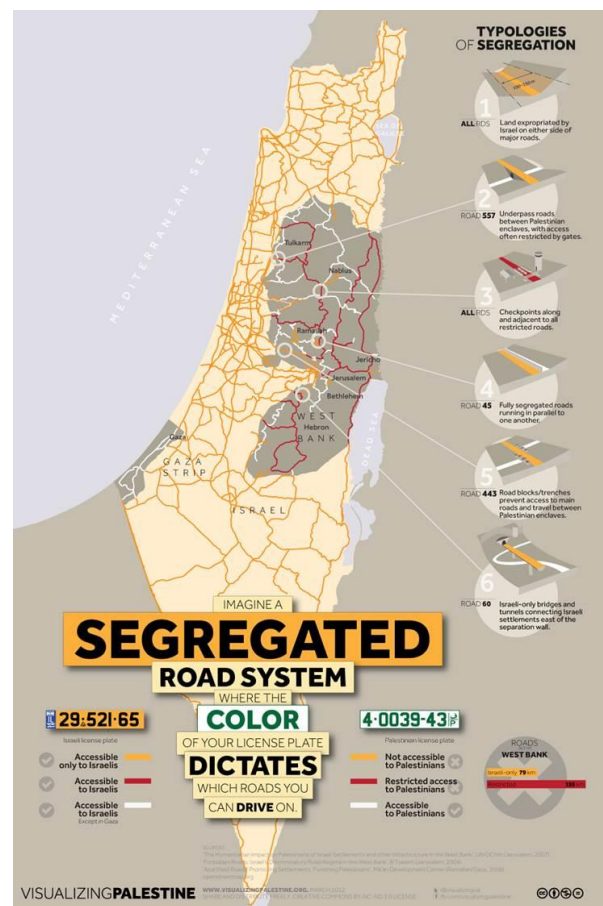 TYPOLOGIES
OF SEGREGATION
1
ALL RDS
Land expropriated by
Israel on either side of
major roads.
2
ROAD 557
Underpass roads
between Palestinian
enclaves, with access
often restricted by gates.
3
ALL RDS
Checkpoints along
and adjacent to all
restricted roads.
4
ROAD 45
Fully segregated roads
running in parallel to
one another.
5
ROAD 443
Road blocks/trenches
prevent access to main
roads and travel between
Palestinian enclaves.
6
ROAD 60
Israeli-only bridges and
tunnels connecting Israeli
settlements east of the
separation wall.
MEDITERRANEAN SEA
Tulkarm
Nablus
Ramallah
Jericho
Jerusalem
Bethlehem
WEST
BANK
Hebron
DEAD SEA
Gaza
GAZA
STRIP
ISRAEL
IMAGINE A
SEGREGATED
ROAD SYSTEM
WHERE THE
COLOR
OF YOUR LICENSE PLATE
DICTATES
WHICH ROADS YOU
CAN DRIVE ON.
29:521·65
Israeli license plate
Accessible
only to Israelis
Accessible
to Israelis
Accessible
to Israelis
Except in Gaza
4·0039-43
Palestinian license plate
Not accessible
to Palestinians
Restricted access
to Palestinians
Accessible
to Palestinians
ROADS
WEST BANK
Israeli-only 79 km
Restricted
VISUALIZINGPALESTINE
WWW.VISUALIZINGPALESTINE.ORG